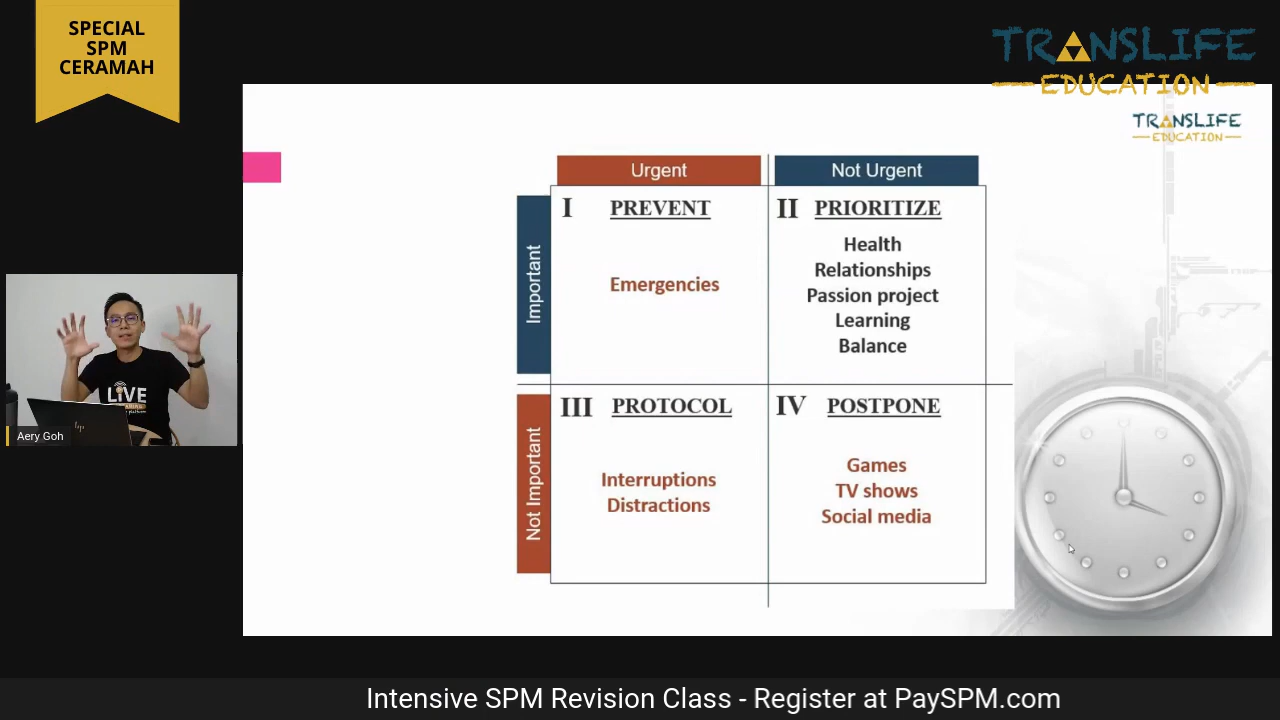 SPECIAL
SPM
CERAMAH
TRANSLIFE
EDUCATION
TRANSLIFE
EDUCATION
Urgent
Not Urgent
Important
I PREVENT
Emergencies
II PRIORITIZE
Health
Relationships
Passion project
Learning
Balance
Not Important
III PROTOCOL
Interruptions
Distractions
IV POSTPONE
Games
TV shows
Social media
LiVE
hp
Aery Goh
Intensive SPM Revision Class - Register at PaySPM.com